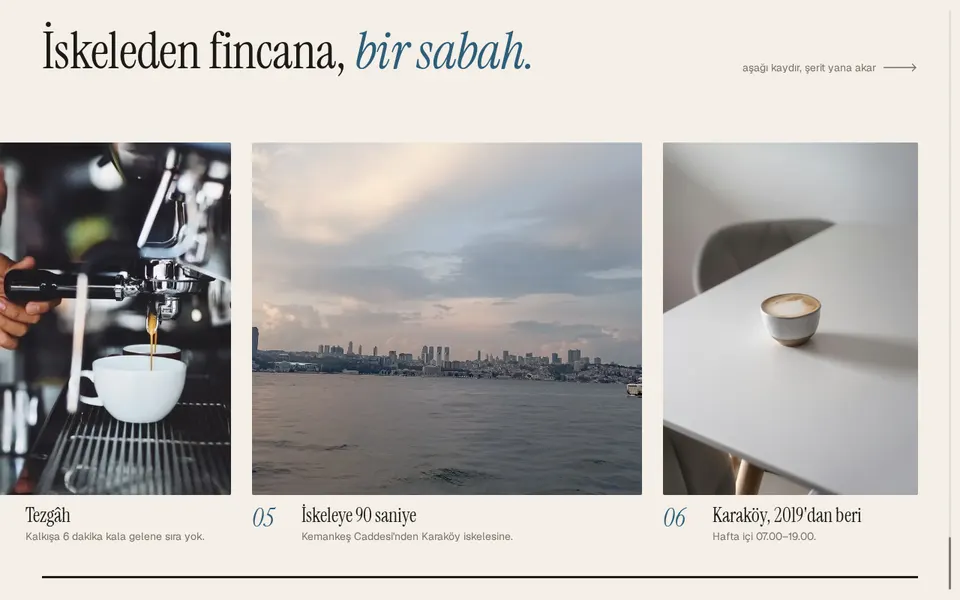 İskeleden fincana, bir sabah.
aşağı kaydır, şerit yana akar
Tezgâh
Kalkışa 6 dakika kala gelene sıra yok.
05
İskeleye 90 saniye
Kemankeş Caddesi'nden Karaköy iskelesine.
06
Karaköy, 2019'dan beri
Hafta içi 07.00–19.00.